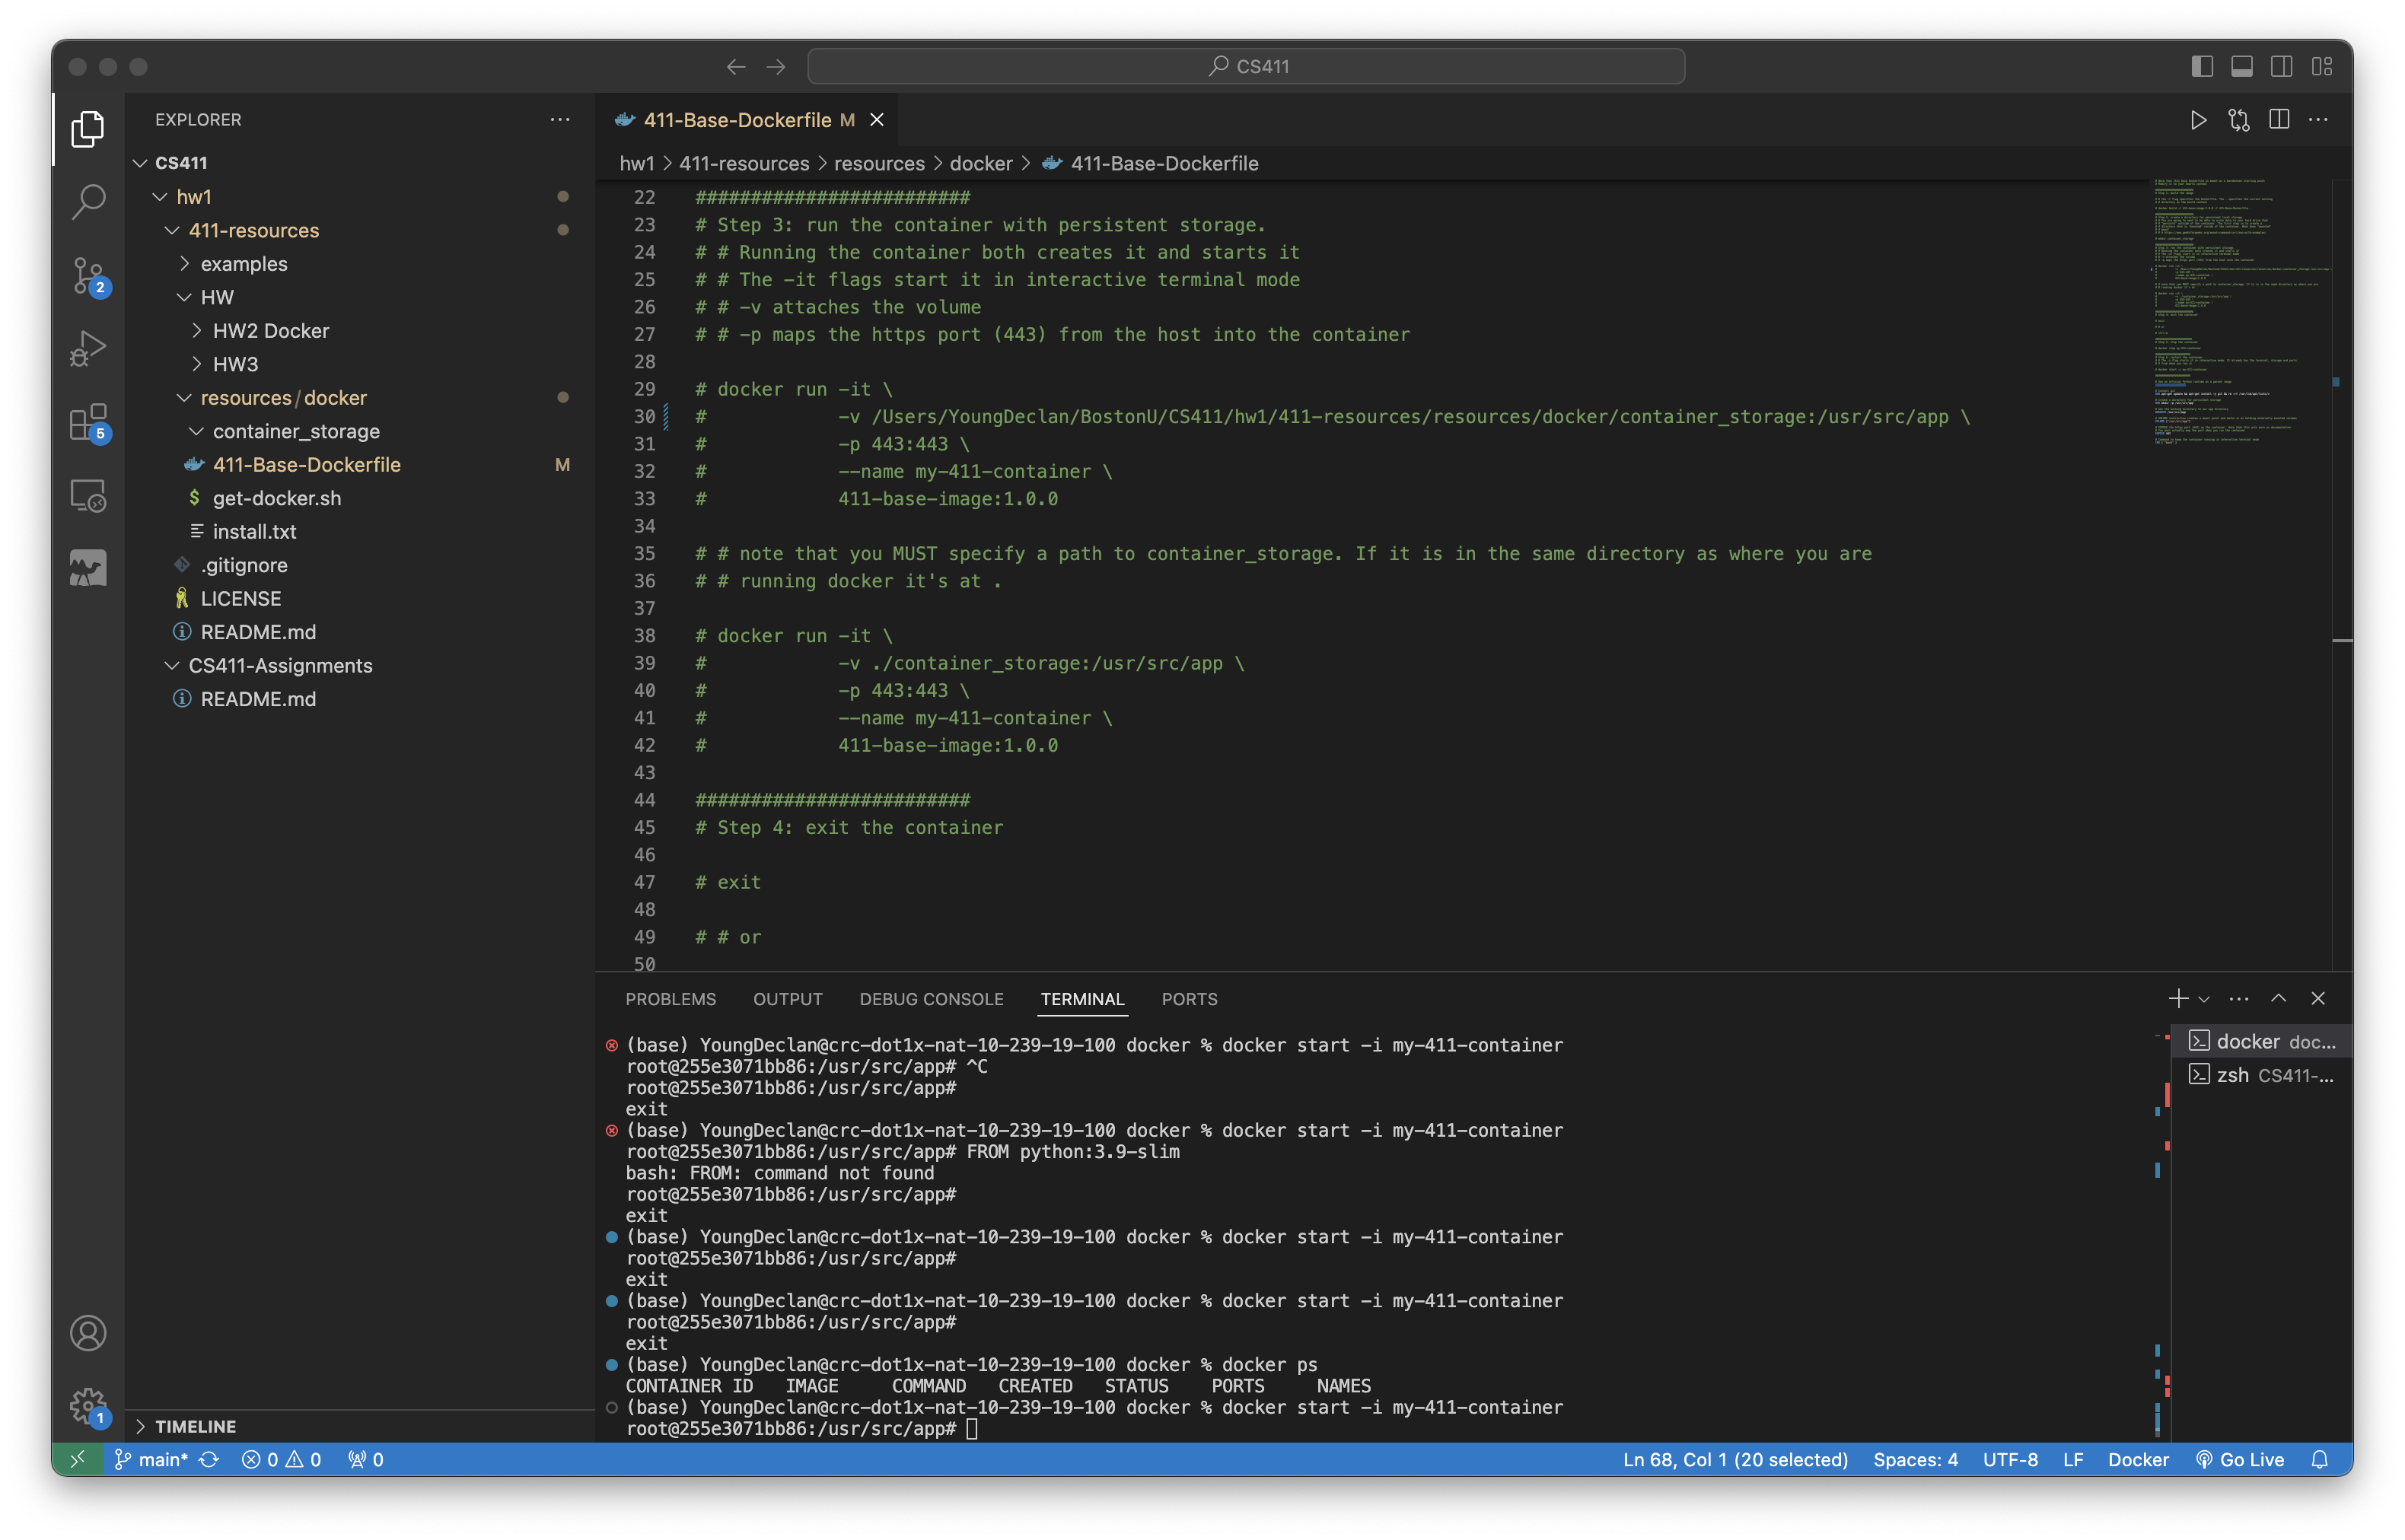 CS411
EXPLORER
CS411
hw1
411-resources
examples
HW
HW2 Docker
HW3
resources/docker
container_storage
411-Base-Dockerfile M
get-docker.sh
install.txt
.gitignore
LICENSE
README.md
CS411-Assignments
README.md
TIMELINE
2
5
1
411-Base-Dockerfile M
hw1 > 411-resources > resources > docker > 411-Base-Dockerfile
22 #########################
23 # Step 3: run the container with persistent storage.
24 # # Running the container both creates it and starts it
25 # # The -it flags start it in interactive terminal mode
26 # # -v attaches the volume
27 # # -p maps the https port (443) from the host into the container
28
29 # docker run -it \
30 # -v /Users/YoungDeclan/BostonU/CS411/hw1/411-resources/resources/docker/container_storage:/usr/src/app \
31 # -p 443:443 \
32 # --name my-411-container \
33 # 411-base-image:1.0.0
34
35 # # note that you MUST specify a path to container_storage. If it is in the same directory as where you are
36 # # running docker it's at .
37
38 # docker run -it \
39 # -v ./container_storage:/usr/src/app \
40 # -p 443:443 \
41 # --name my-411-container \
42 # 411-base-image:1.0.0
43
44 #########################
45 # Step 4: exit the container
46
47 # exit
48
49 # # or
50
PROBLEMS OUTPUT DEBUG CONSOLE TERMINAL PORTS
(base) YoungDeclan@crc-dot1x-nat-10-239-19-100 docker % docker start -i my-411-container
root@255e3071bb86:/usr/src/app# ^C
root@255e3071bb86:/usr/src/app#
exit
(base) YoungDeclan@crc-dot1x-nat-10-239-19-100 docker % docker start -i my-411-container
root@255e3071bb86:/usr/src/app# FROM python:3.9-slim
bash: FROM: command not found
root@255e3071bb86:/usr/src/app#
exit
(base) YoungDeclan@crc-dot1x-nat-10-239-19-100 docker % docker start -i my-411-container
root@255e3071bb86:/usr/src/app#
exit
(base) YoungDeclan@crc-dot1x-nat-10-239-19-100 docker % docker start -i my-411-container
root@255e3071bb86:/usr/src/app#
exit
(base) YoungDeclan@crc-dot1x-nat-10-239-19-100 docker % docker ps
CONTAINER ID IMAGE COMMAND CREATED STATUS PORTS NAMES
(base) YoungDeclan@crc-dot1x-nat-10-239-19-100 docker % docker start -i my-411-container
root@255e3071bb86:/usr/src/app#
docker doc...
zsh CS411-...
main* 0 0 0 Ln 68, Col 1 (20 selected) Spaces: 4 UTF-8 LF Docker Go Live